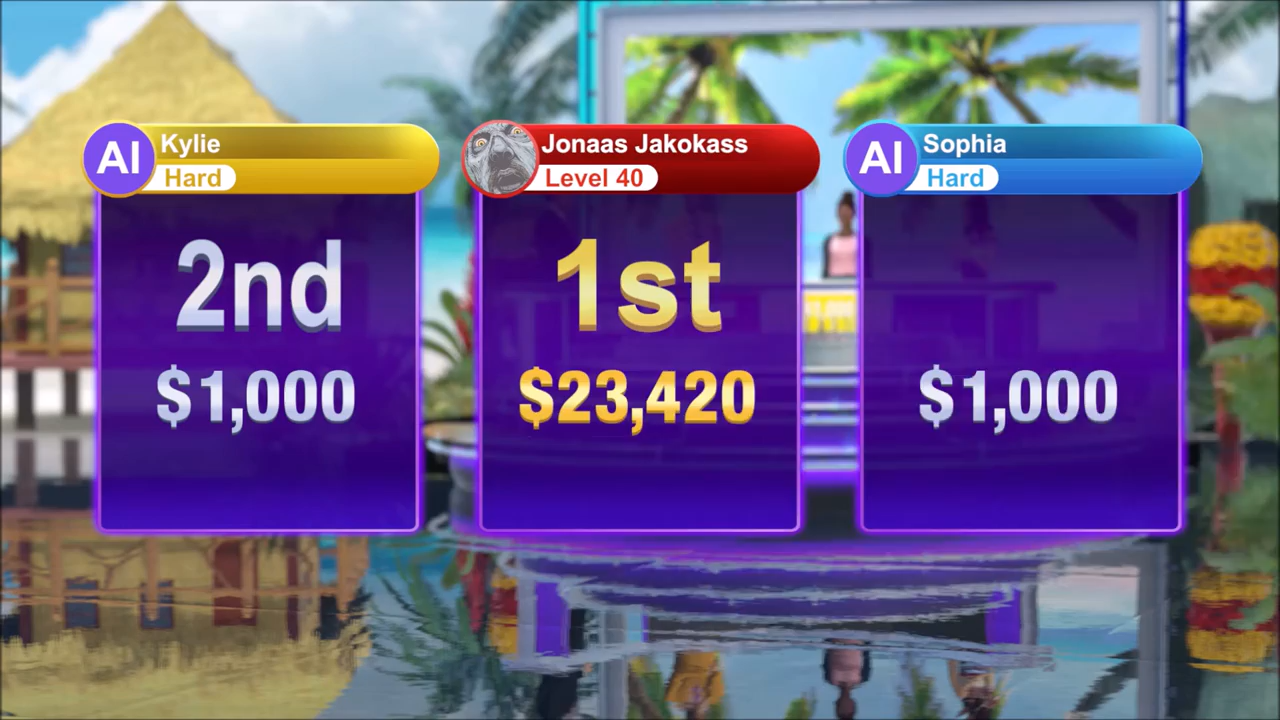 AI
Kylie
Hard
2nd
$1,000
Jonaas Jakokass
Level 40
1st
$23,420
AI
Sophia
Hard
$1,000